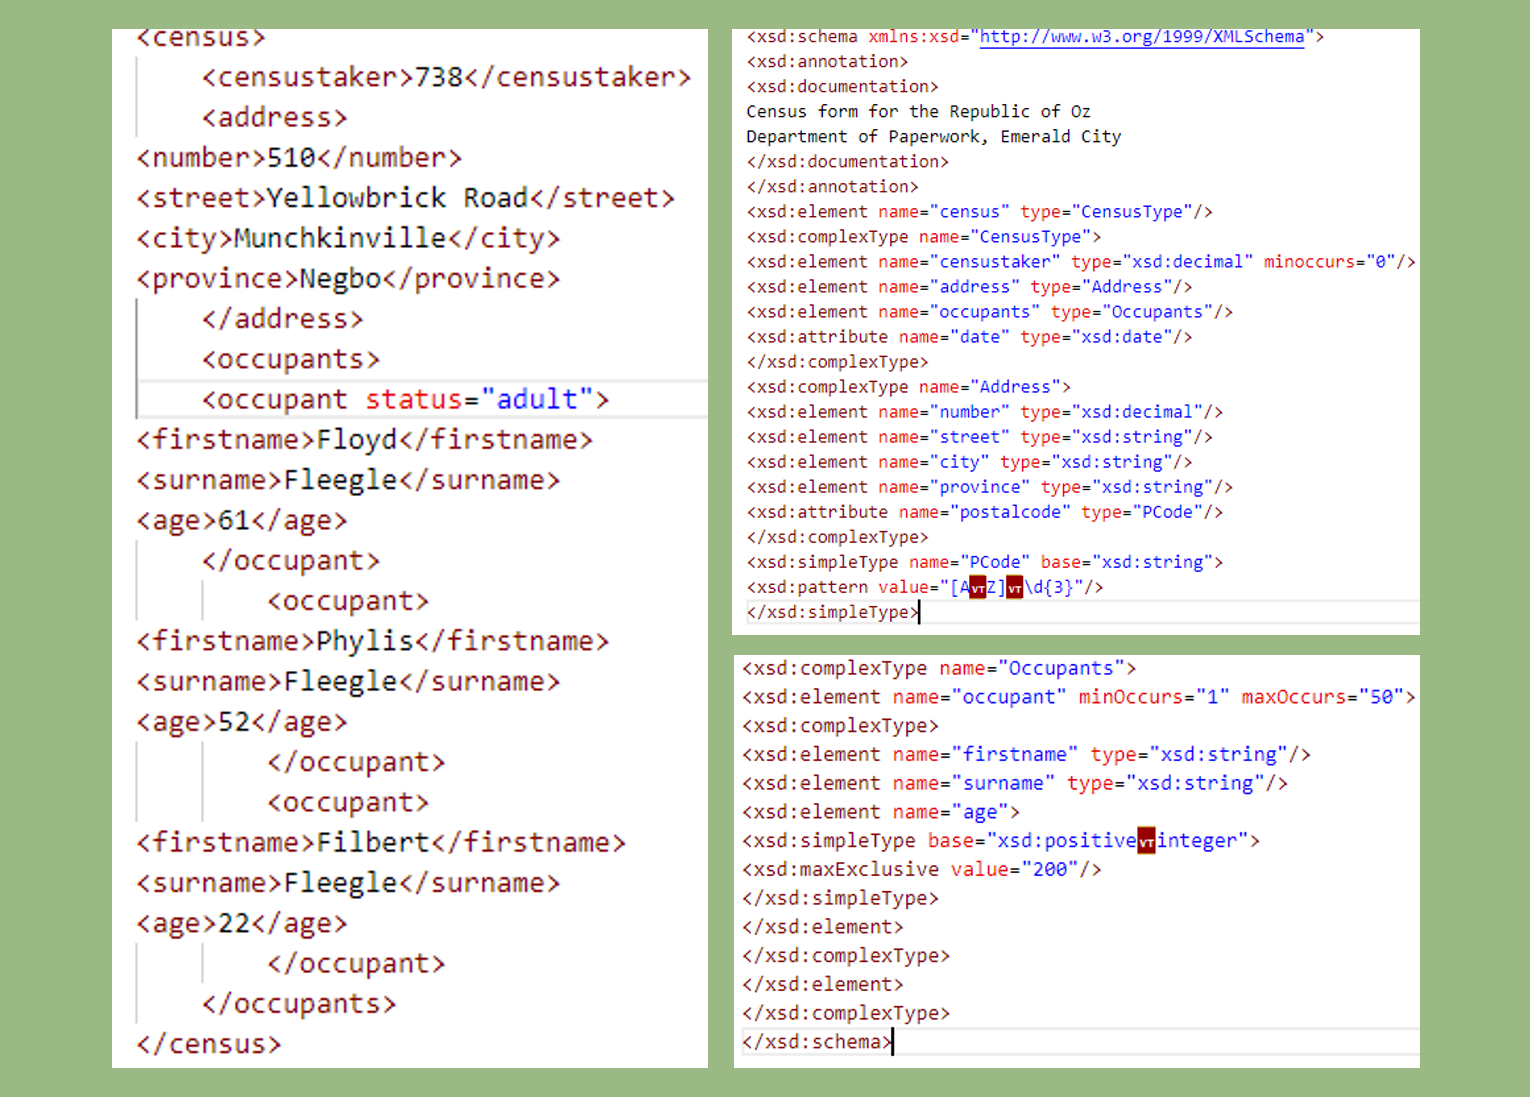 <census>
<censustaker>738</censustaker>
<address>
<number>510</number>
<street>Yellowbrick Road</street>
<city>Munchkinville</city>
<province>Negbo</province>
</address>
<occupants>
<occupant status="adult">
<firstname>Floyd</firstname>
<surname>Fleegle</surname>
<age>61</age>
</occupant>
<occupant>
<firstname>Phylis</firstname>
<surname>Fleegle</surname>
<age>52</age>
</occupant>
<occupant>
<firstname>Filbert</firstname>
<surname>Fleegle</surname>
<age>22</age>
</occupant>
</occupants>
</census>
<xsd:schema xmlns:xsd="http://www.w3.org/1999/XMLSchema">
<xsd:annotation>
<xsd:documentation>
Census form for the Republic of Oz
Department of Paperwork, Emerald City
</xsd:documentation>
</xsd:annotation>
<xsd:element name="census" type="CensusType"/>
<xsd:complexType name="CensusType">
<xsd:element name="censustaker" type="xsd:decimal" minoccurs="0"/>
<xsd:element name="address" type="Address"/>
<xsd:element name="occupants" type="Occupants"/>
<xsd:attribute name="date" type="xsd:date"/>
</xsd:complexType>
<xsd:complexType name="Address">
<xsd:element name="number" type="xsd:decimal"/>
<xsd:element name="street" type="xsd:string"/>
<xsd:element name="city" type="xsd:string"/>
<xsd:element name="province" type="xsd:string"/>
<xsd:attribute name="postalcode" type="PCode"/>
</xsd:complexType>
<xsd:simpleType name="PCode" base="xsd:string">
<xsd:pattern value="[AVTZ]VT\d{3}"/>
</xsd:simpleType>
<xsd:complexType name="Occupants">
<xsd:element name="occupant" minOccurs="1" maxOccurs="50">
<xsd:complexType>
<xsd:element name="firstname" type="xsd:string"/>
<xsd:element name="surname" type="xsd:string"/>
<xsd:element name="age">
<xsd:simpleType base="xsd:positiveVTinteger">
<xsd:maxExclusive value="200"/>
</xsd:simpleType>
</xsd:element>
</xsd:complexType>
</xsd:element>
</xsd:complexType>
</xsd:schema>